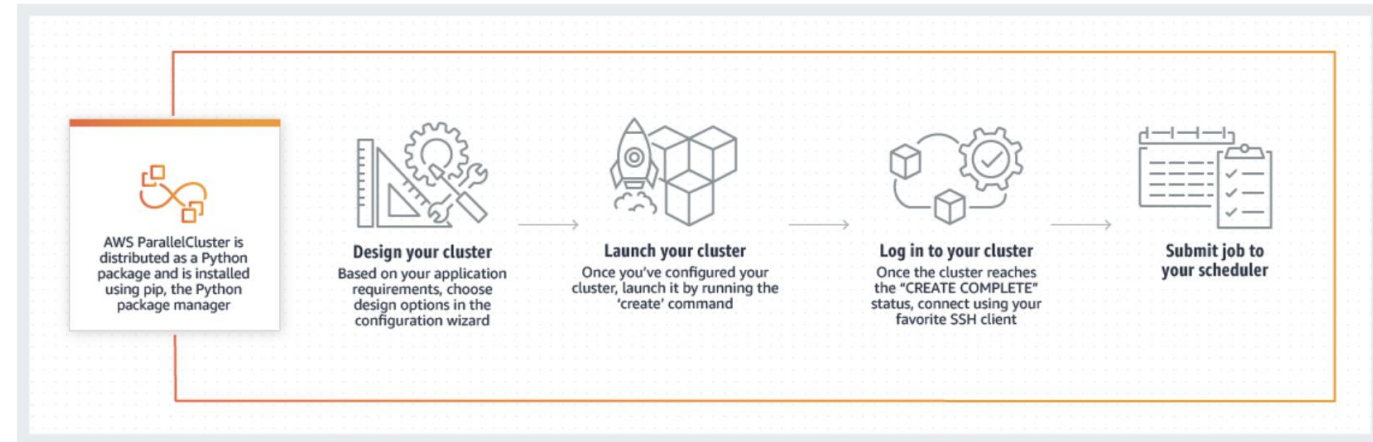 AWS ParallelCluster is
distributed as a Python
package and is installed
using pip, the Python
package manager
Design your cluster
Based on your application
requirements, choose
design options in the
configuration wizard
Launch your cluster
Once you've configured your
cluster, launch it by running the
'create' command
Log in to your cluster
Once the cluster reaches
the "CREATE COMPLETE"
status, connect using your
favorite SSH client
Submit job to
your scheduler